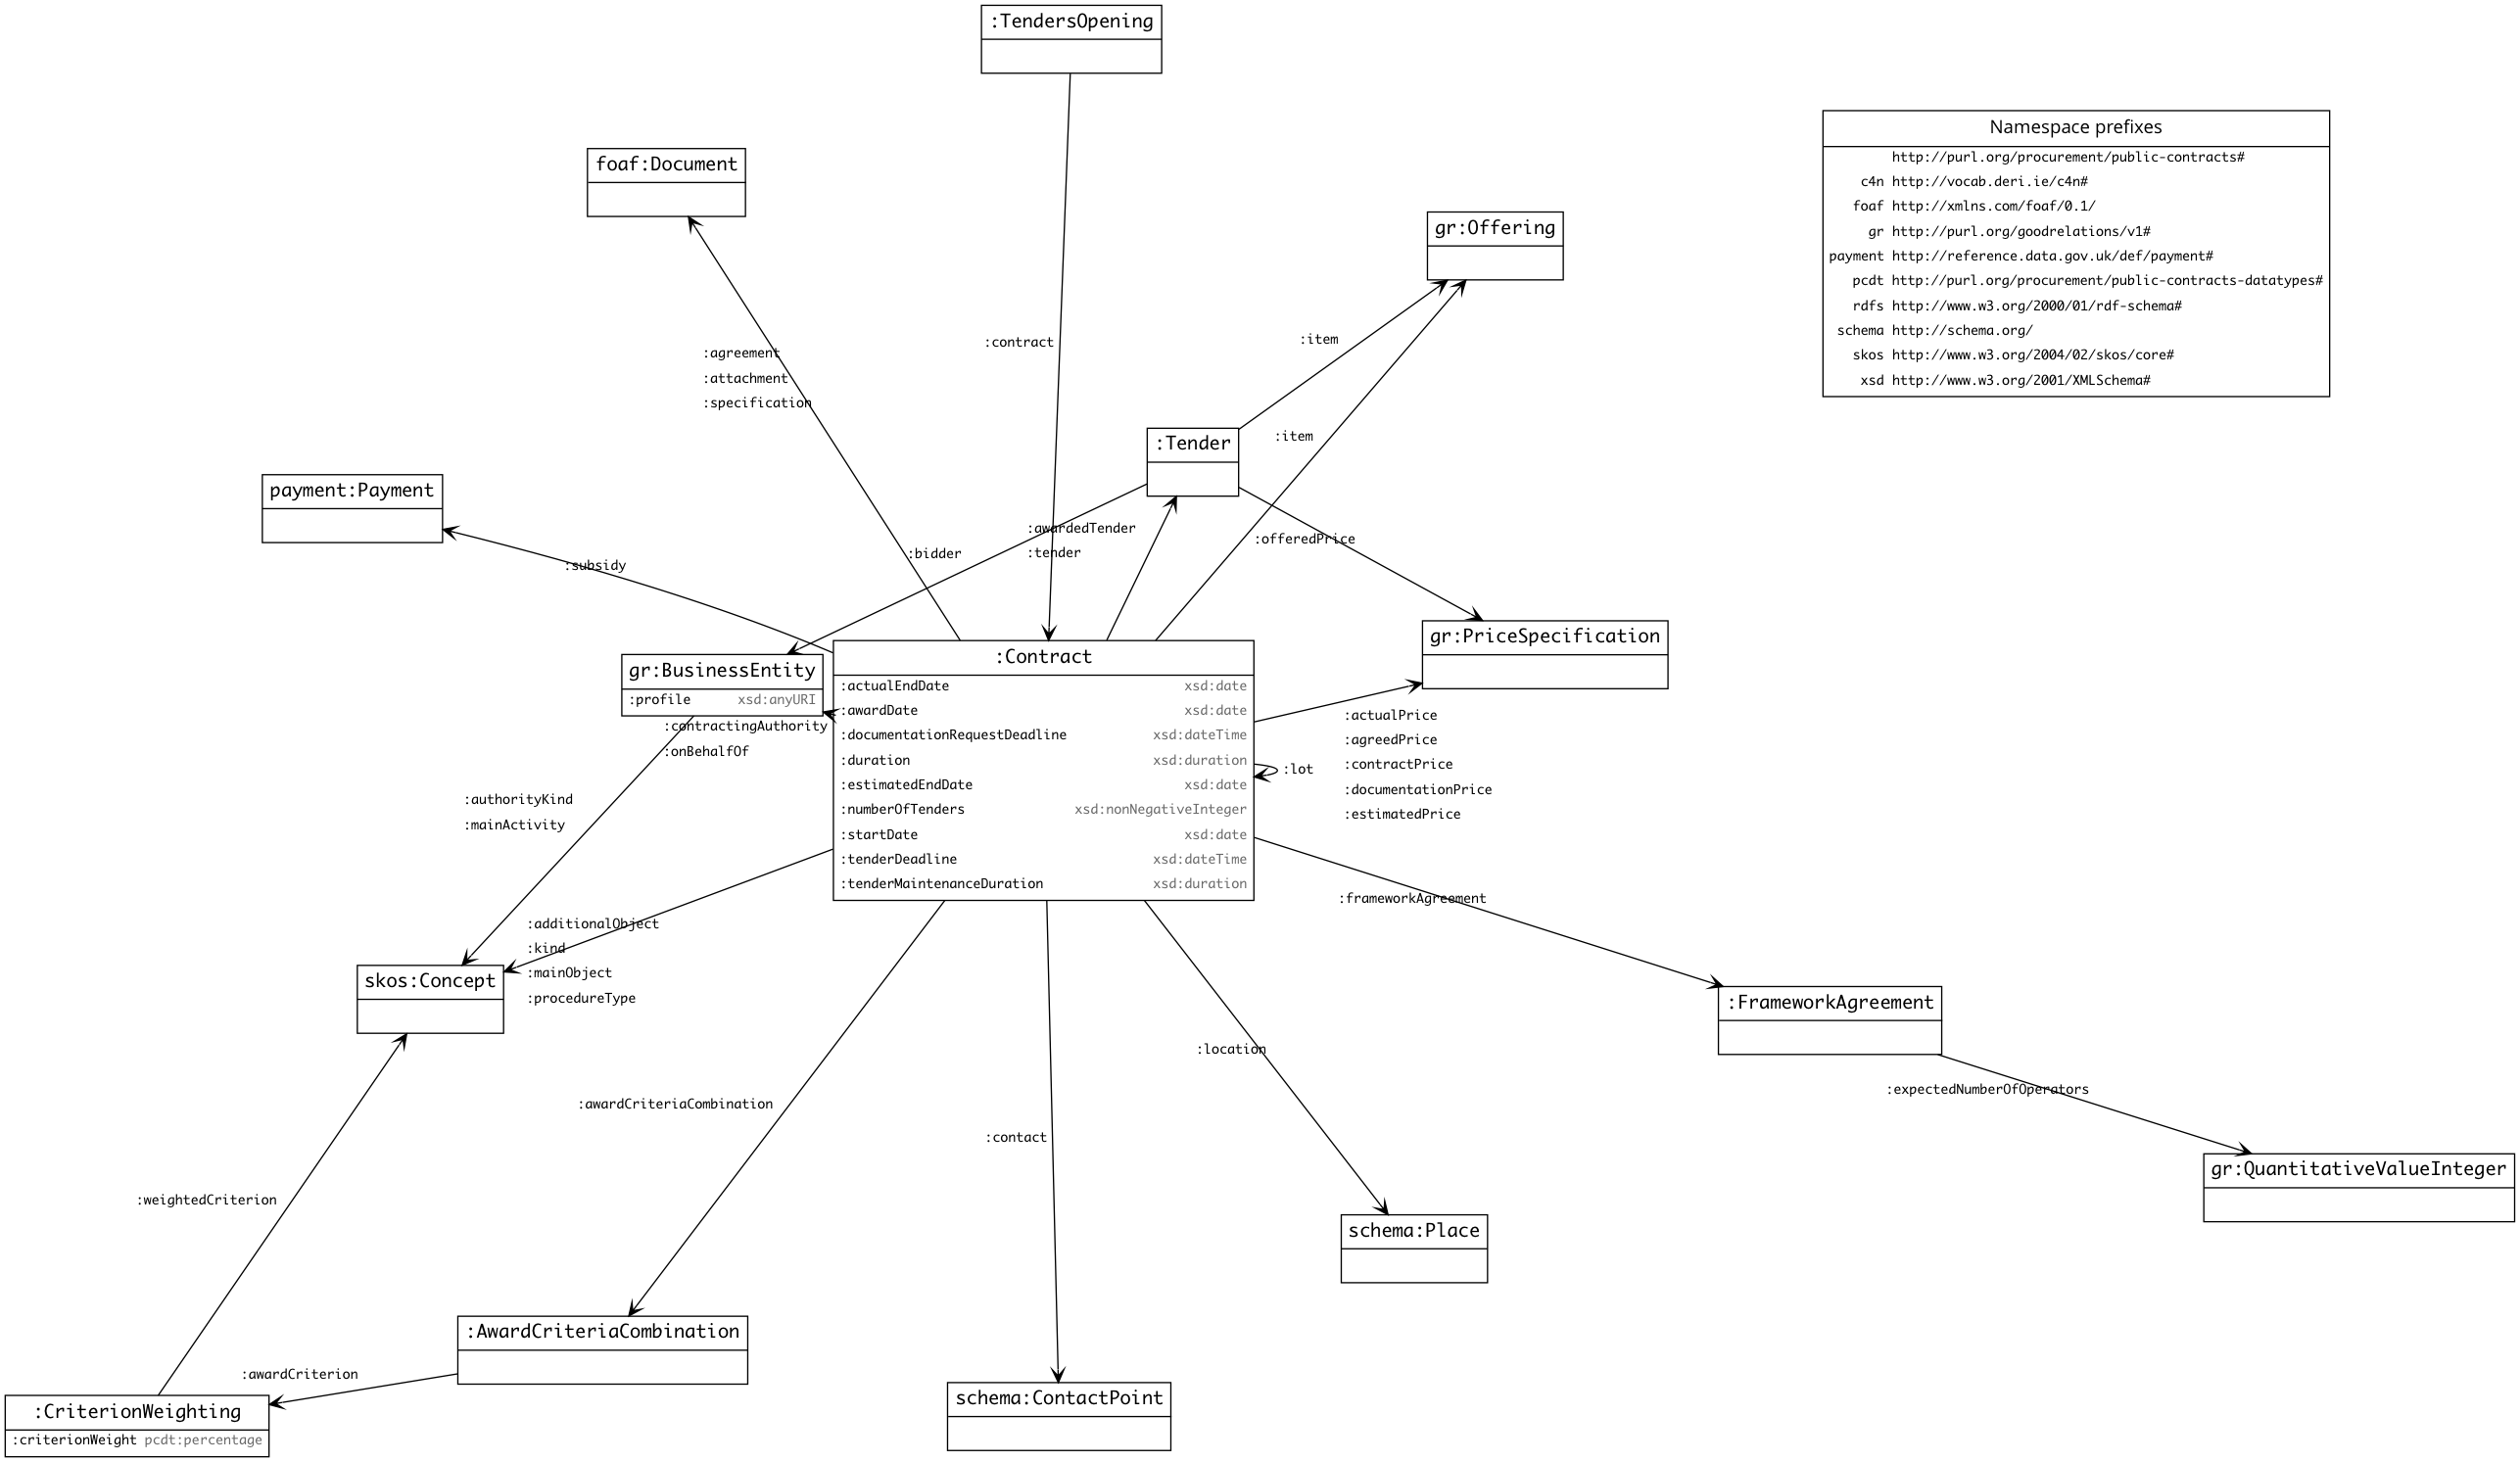 :TendersOpening
Namespace prefixes
http://purl.org/procurement/public-contracts#
c4n http://vocab.deri.ie/c4n#
foaf http://xmlns.com/foaf/0.1/
gr http://purl.org/goodrelations/v1#
payment http://reference.data.gov.uk/def/payment#
pcdt http://purl.org/procurement/public-contracts-datatypes#
rdfs http://www.w3.org/2000/01/rdf-schema#
schema http://schema.org/
skos http://www.w3.org/2004/02/skos/core#
xsd http://www.w3.org/2001/XMLSchema#
foaf:Document
gr:Offering
:contract
:item
:agreement
:attachment
:specification
:Tender
:item
payment:Payment
:awardedTender
:tender
:offeredPrice
:bidder
:subsidy
gr:PriceSpecification
gr:BusinessEntity
:profile xsd:anyURI
:Contract
:actualEndDate xsd:date
:awardDate xsd:date
:documentationRequestDeadline xsd:dateTime
:duration xsd:duration
:estimatedEndDate xsd:date
:numberOfTenders xsd:nonNegativeInteger
:startDate xsd:date
:tenderDeadline xsd:dateTime
:tenderMaintenanceDuration xsd:duration
:contractingAuthority
:onBehalfOf
:lot
:actualPrice
:agreedPrice
:contractPrice
:documentationPrice
:estimatedPrice
:authorityKind
:mainActivity
:frameworkAgreement
:additionalObject
:kind
:mainObject
:procedureType
skos:Concept
:FrameworkAgreement
:location
:expectedNumberOfOperators
:awardCriteriaCombination
:contact
gr:QuantitativeValueInteger
:weightedCriterion
schema:Place
:AwardCriteriaCombination
:awardCriterion
schema:ContactPoint
:CriterionWeighting
:criterionWeight pcdt:percentage